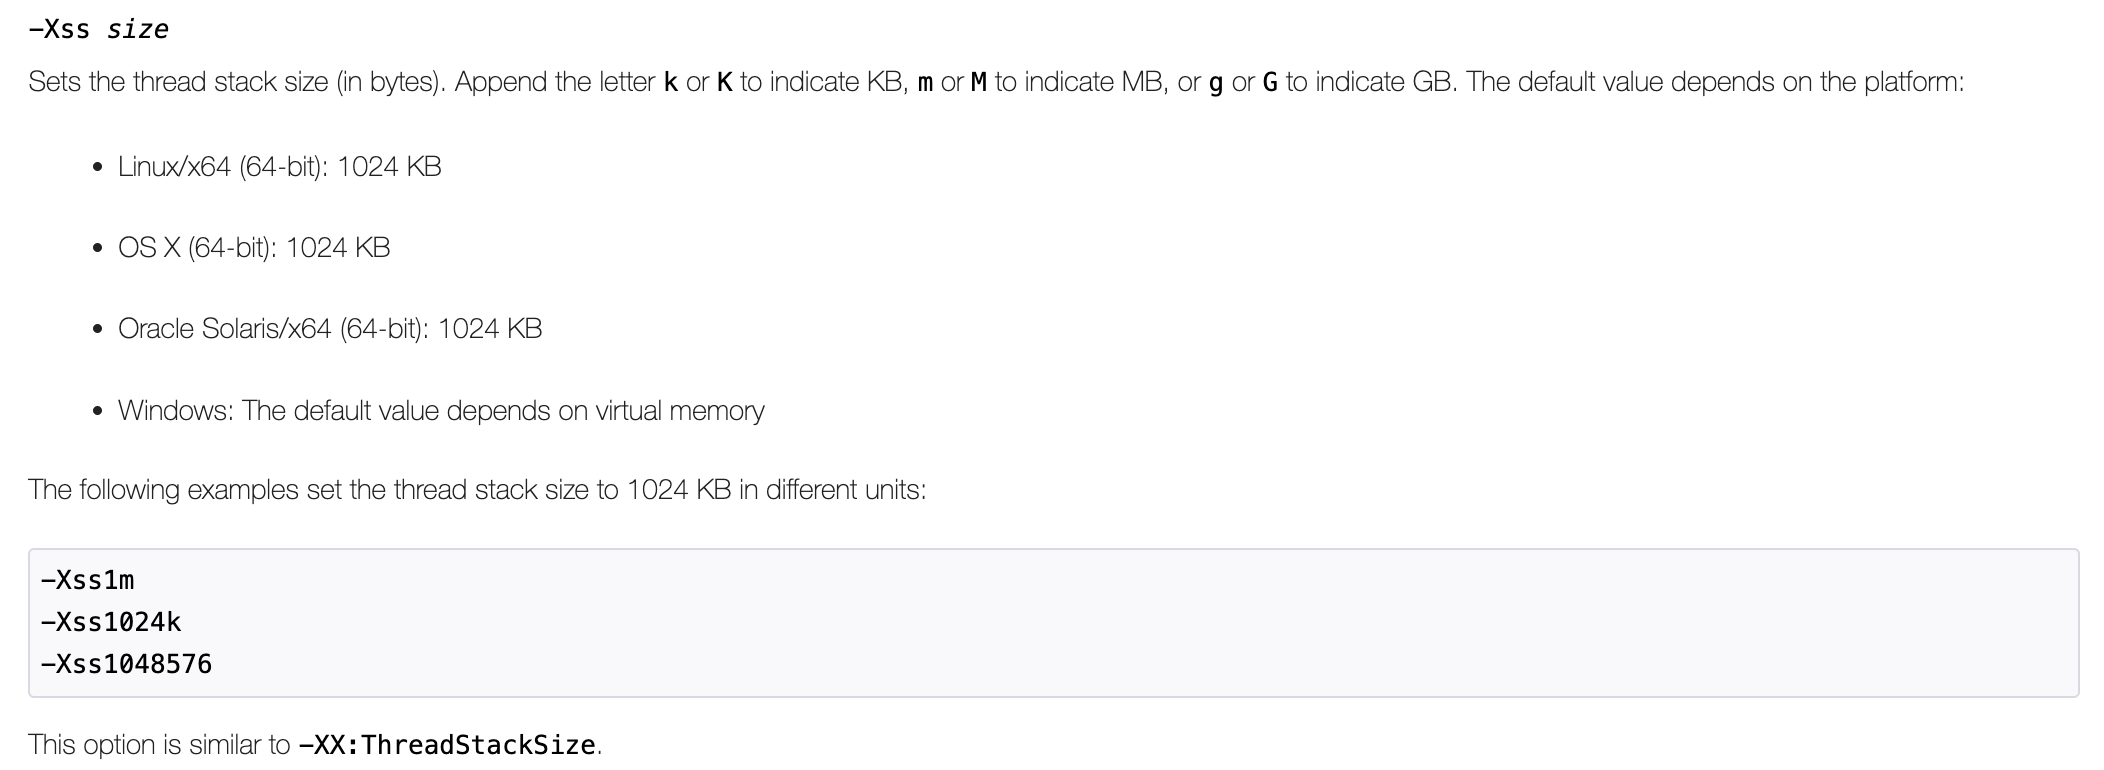 -Xss size
Sets the thread stack size (in bytes). Append the letter k or K to indicate KB, m or M to indicate MB, or g or G to indicate GB. The default value depends on the platform:
• Linux/x64 (64-bit): 1024 KB
• OS X (64-bit): 1024 KB
• Oracle Solaris/x64 (64-bit): 1024 KB
• Windows: The default value depends on virtual memory
The following examples set the thread stack size to 1024 KB in different units:
-Xss1m
-Xss1024k
-Xss1048576
This option is similar to -XX:ThreadStackSize.